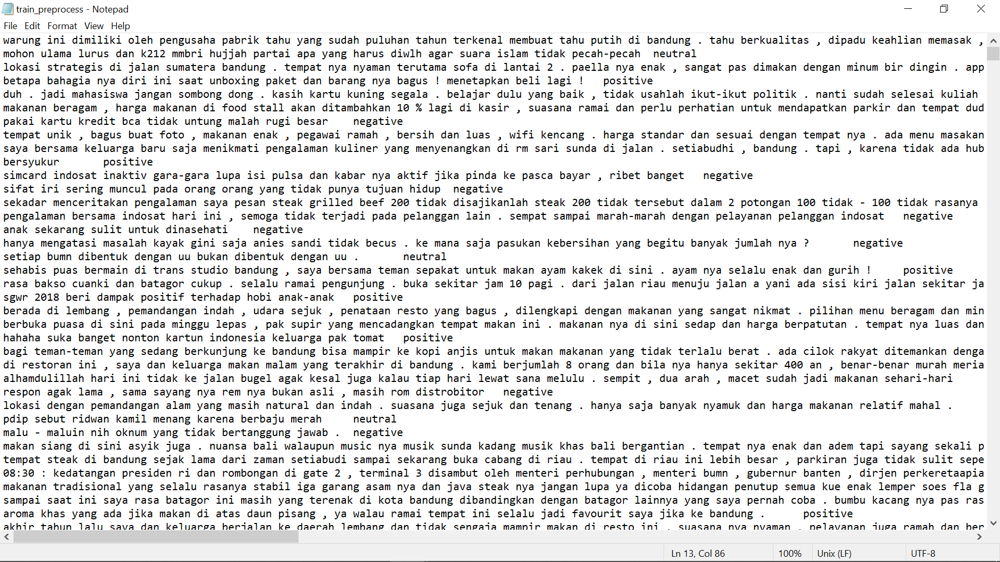 train_preprocess - Notepad
File Edit Format View Help
warung ini dimiliki oleh pengusaha pabrik tahu yang sudah puluhan tahun terkenal membuat tahu putih di bandung . tahu berkualitas , dipadu keahlian memasak ,
mohon ulama lurus dan k212 mmbri hujjah partai apa yang harus diwlh agar suara islam tidak pecah-pecah neutral
lokasi strategis di jalan sumatera bandung . tempat nya nyaman terutama sofa di lantai 2 . paella nya enak , sangat pas dimakan dengan minum bir dingin . app
betapa bahagia nya diri ini saat unboxing paket dan barang nya bagus ! menetapkan beli lagi ! positive
duh . jadi mahasiswa jangan sombong dong . kasih kartu kuning segala . belajar dulu yang baik , tidak usahlah ikut-ikut politik . nanti sudah selesai kuliah
makanan beragam , harga makanan di food stall akan ditambahkan 10 % lagi di kasir , suasana ramai dan perlu perhatian untuk mendapatkan parkir dan tempat dud
pakai kartu kredit bca tidak untung malah rugi besar negative
tempat unik , bagus buat foto , makanan enak , pegawai ramah , bersih dan luas , wifi kencang . harga standar dan sesuai dengan tempat nya . ada menu masakan
saya bersama keluarga baru saja menikmati pengalaman kuliner yang menyenangkan di rm sari sunda di jalan . setiabudhi , bandung . tapi , karena tidak ada hub
bersyukur positive
simcard indosat inaktiv gara-gara lupa isi pulsa dan kabar nya aktif jika pinda ke pasca bayar , ribet banget negative
sifat iri sering muncul pada orang orang yang tidak punya tujuan hidup negative
sekadar menceritakan pengalaman saya pesan steak grilled beef 200 tidak disajikanlah steak 200 tidak tersebut dalam 2 potongan 100 tidak - 100 tidak rasanya
pengalaman bersama indosat hari ini , semoga tidak terjadi pada pelanggan lain . sempat sampai marah-marah dengan pelayanan pelanggan indosat negative
anak sekarang sulit untuk dinasehati negative
hanya mengatasi masalah kayak gini saja anies sandi tidak becus . ke mana saja pasukan kebersihan yang begitu banyak jumlah nya ? negative
setiap bumn dibentuk dengan uu bukan dibentuk dengan uu . neutral
sehabis puas bermain di trans studio bandung , saya bersama teman sepakat untuk makan ayam kakek di sini . ayam nya selalu enak dan gurih ! positive
rasa bakso cuanki dan batagor cukup . selalu ramai pengunjung . buka sekitar jam 10 pagi . dari jalan riau menuju jalan a yani ada sisi kiri jalan sekitar ja
sgwr 2018 beri dampak positif terhadap hobi anak-anak positive
berada di lembang , pemandangan indah , udara sejuk , penataan resto yang bagus , dilengkapi dengan makanan yang sangat nikmat . pilihan menu beragam dan min
berbuka puasa di sini pada minggu lepas , pak supir yang mencadangkan tempat makan ini . makanan nya di sini sedap dan harga berpatutan . tempat nya luas dan
hahaha suka banget nonton kartun indonesia keluarga pak tomat positive
bagi teman-teman yang sedang berkunjung ke bandung bisa mampir ke kopi anjis untuk makan makanan yang tidak terlalu berat . ada cilok rakyat ditemankan denga
di restoran ini , saya dan keluarga makan malam yang terakhir di bandung . kami berjumlah 8 orang dan bila nya hanya sekitar 400 an , benar-benar murah meria
alhamdulillah hari ini tidak ke jalan bugel agak kesal juga kalau tiap hari lewat sana melulu . sempit , dua arah , macet sudah jadi makanan sehari-hari
respon agak lama , sama sayang nya rem nya bukan asli , masih rom distrobitor negative
lokasi dengan pemandangan alam yang masih natural dan indah . suasana juga sejuk dan tenang . hanya saja banyak nyamuk dan harga makanan relatif mahal .
pdip sebut ridwan kamil menang karena berbaju merah neutral
malu - maluin nih oknum yang tidak bertanggung jawab . negative
makan siang di sini asyik juga . nuansa bali walaupun music nya musik sunda kadang musik khas bali bergantian . tempat nya enak dan adem tapi sayang sekali p
tempat steak di bandung sejak lama dari zaman setiabudi sampai sekarang buka cabang di riau . tempat di riau ini lebih besar , parkiran juga tidak sulit sepe
08:30 : kedatangan presiden ri dan rombongan di gate 2 , terminal 3 disambut oleh menteri perhubungan , menteri bumn , gubernur banten , dirjen perkeretaapia
makanan tradisional yang selalu rasanya stabil iga garang asam nya dan java steak nya jangan lupa ya dicoba hidangan penutup semua kue enak lemper soes fla g
sampai saat ini saya rasa batagor ini masih yang terenak di kota bandung dibandingkan dengan batagor lainnya yang saya pernah coba . bumbu kacang nya pas ras
aroma khas yang ada jika makan di atas daun pisang , ya walau ramai tempat ini selalu jadi favourit saya jika ke bandung . positive
akhir tahun lalu saya dan keluarga berjalan ke daerah lembang dan tidak sengaja mampir makan di resto ini . suasana nya nyaman . pelayanan juga ramah dan ber
Ln 13, Col 86 100% Unix (LF) UTF-8